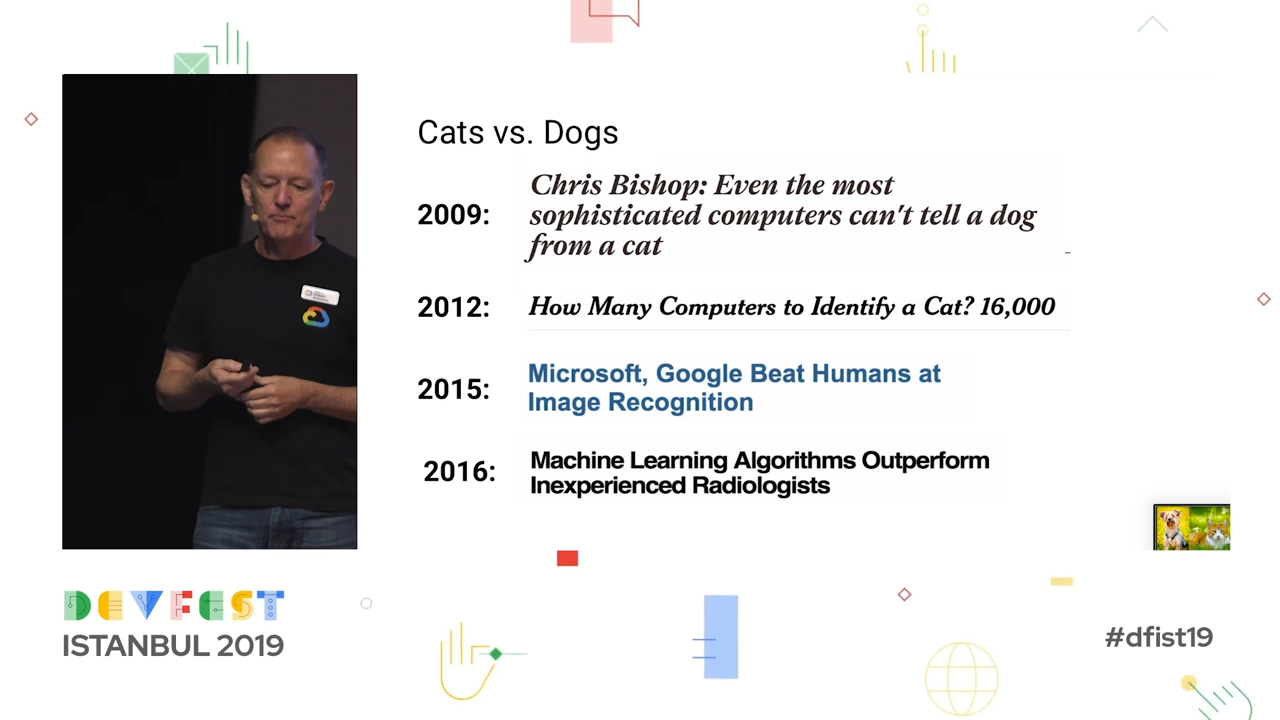 Cats vs. Dogs
2009:
Chris Bishop: Even the most
sophisticated computers can't tell a dog
from a cat
2012:
How Many Computers to Identify a Cat? 16,000
2015:
Microsoft, Google Beat Humans at
Image Recognition
2016:
Machine Learning Algorithms Outperform
Inexperienced Radiologists
DEVFEST
ISTANBUL 2019
#dfist19